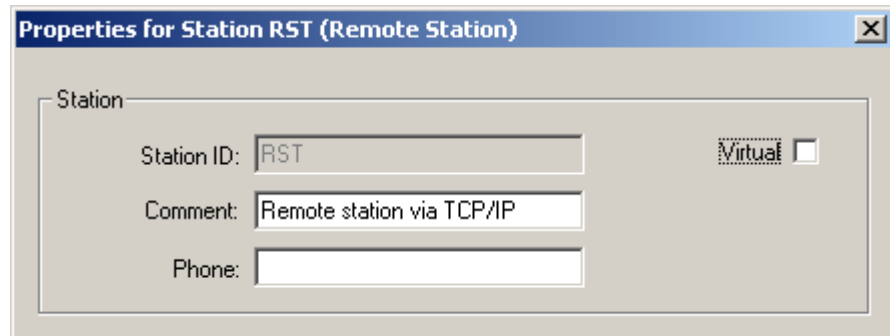 Properties for Station RST (Remote Station)
Station
Station ID: RST Virtual
Comment: Remote station via TCP/IP
Phone: